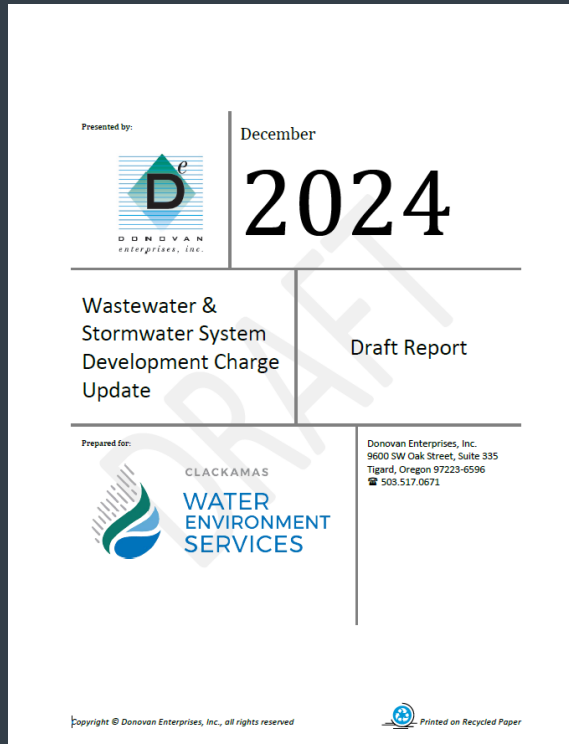 Presented by:
De
DONOVAN
enterprises, inc.
December
2024
Wastewater &
Stormwater System
Development Charge
Update
Draft Report
DRAFT
Prepared for:
CLACKAMAS
WATER
ENVIRONMENT
SERVICES
Donovan Enterprises, Inc.
9600 SW Oak Street, Suite 335
Tigard, Oregon 97223-6596
☎ 503.517.0671
Copyright © Donovan Enterprises, Inc., all rights reserved
Printed on Recycled Paper